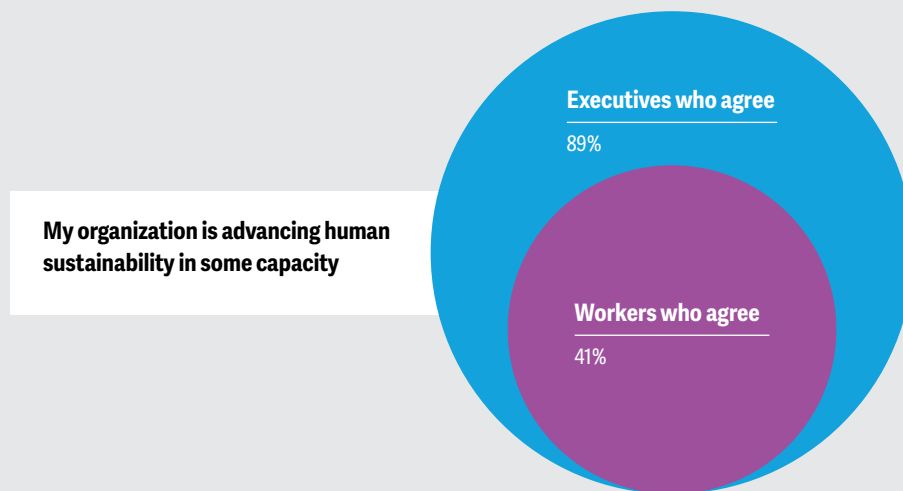 My organization is advancing human
sustainability in some capacity
Executives who agree
89%
Workers who agree
41%